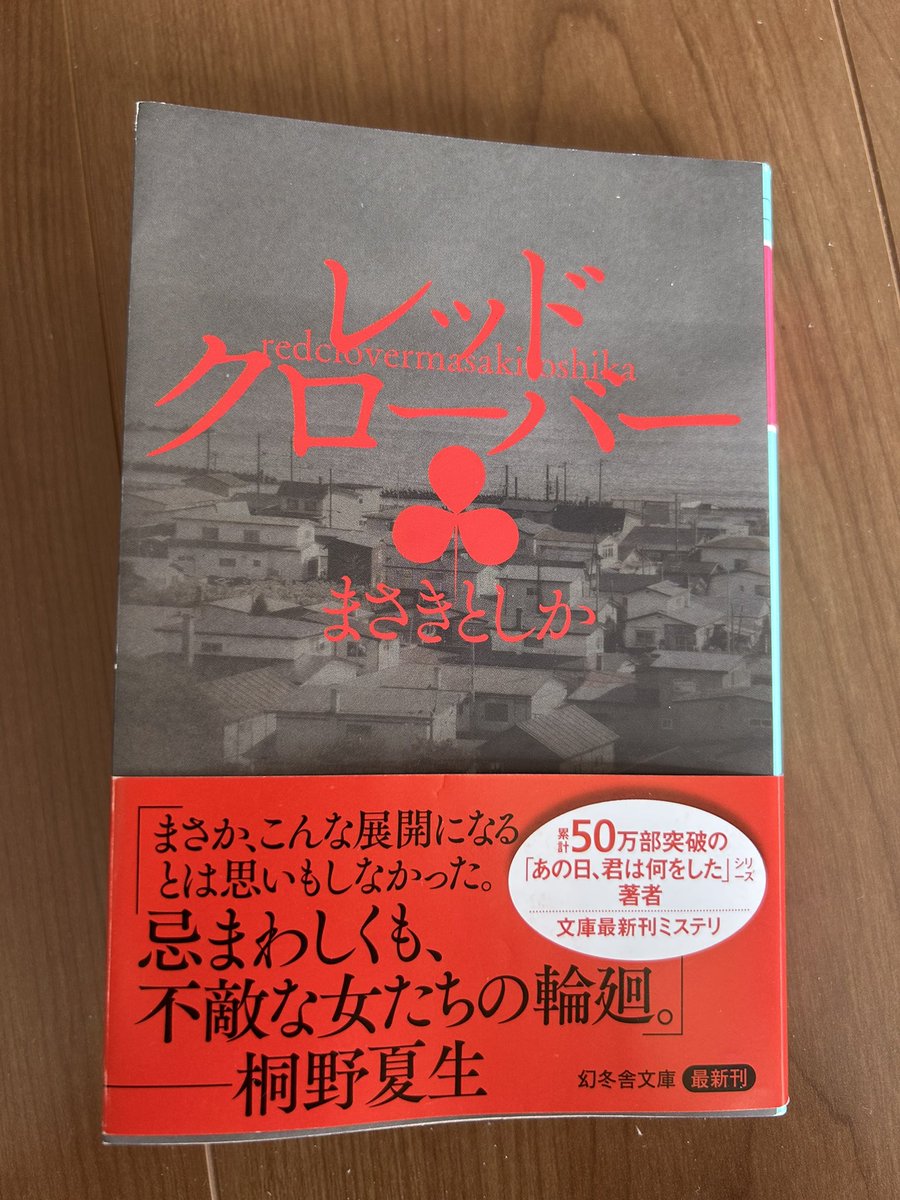 レッド
redclovermasakitoshika
クローバー
まさきとしか
「まさか、こんな展開になる
とは思いもしなかった。
忌まわしくも、
不敵な女たちの輪廻。」
——桐野夏生
累計50万部突破の
「あの日、君は何をした」シリーズ
著者
文庫最新刊ミステリ
幻冬舎文庫 最新刊